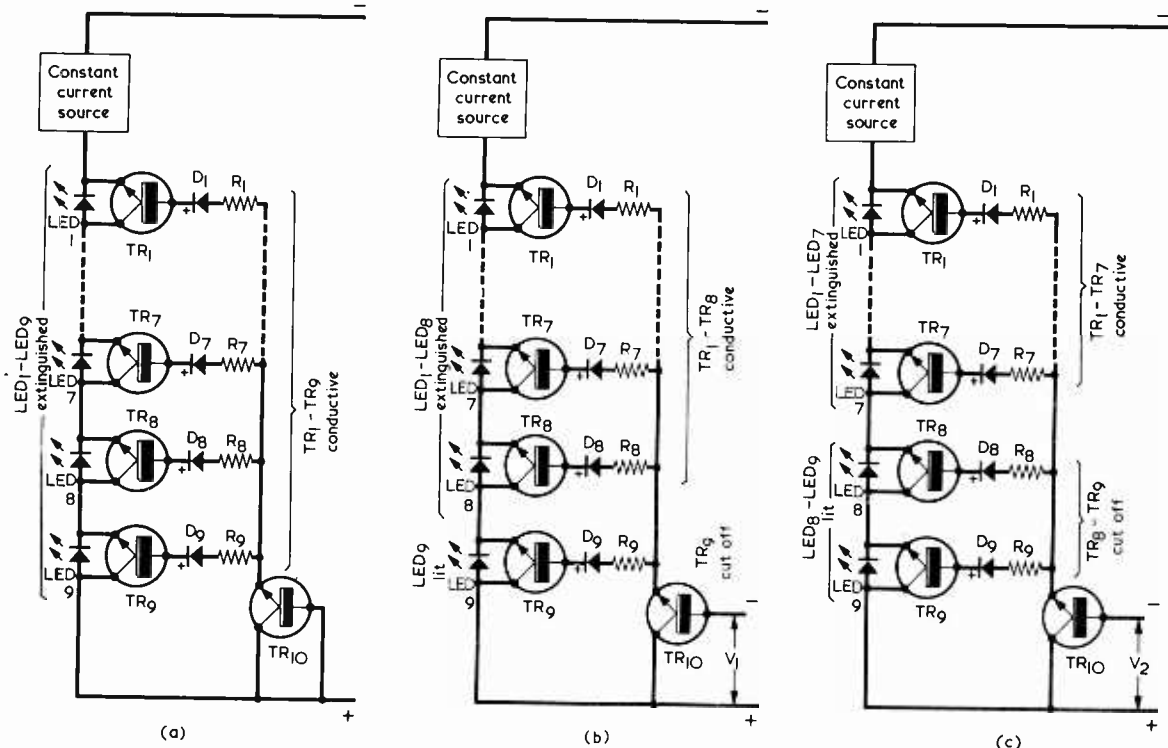 −
Constant
current
source
D1
R1
LED
1
TR1
LED1-LED9
extinguished
TR1-TR9
conductive
TR7
D7
R7
+
LED
7
TR8
D8
R8
+
LED
8
D9
R9
+
LED
9
TR9
TR10
+
(a)
−
Constant
current
source
D1
R1
+
LED
1
TR1
LED1-LED8
extinguished
TR1-TR8
conductive
TR7
D7
R7
+
LED
7
TR8
D8
R8
+
LED
8
LED9
lit
D9
R9
+
LED
9
TR9
TR9
cut off
−
TR10
V1
+
(b)
−
Constant
current
source
D1
R1
+
LED
1
TR1
LED1-LED7
extinguished
TR1-TR7
conductive
TR7
D7
R7
+
LED
7
TR8
D8
R8
+
LED
8
LED8-LED9
lit
TR8-TR9
cut off
D9
R9
+
LED
9
TR9
−
TR10
V2
+
(c)